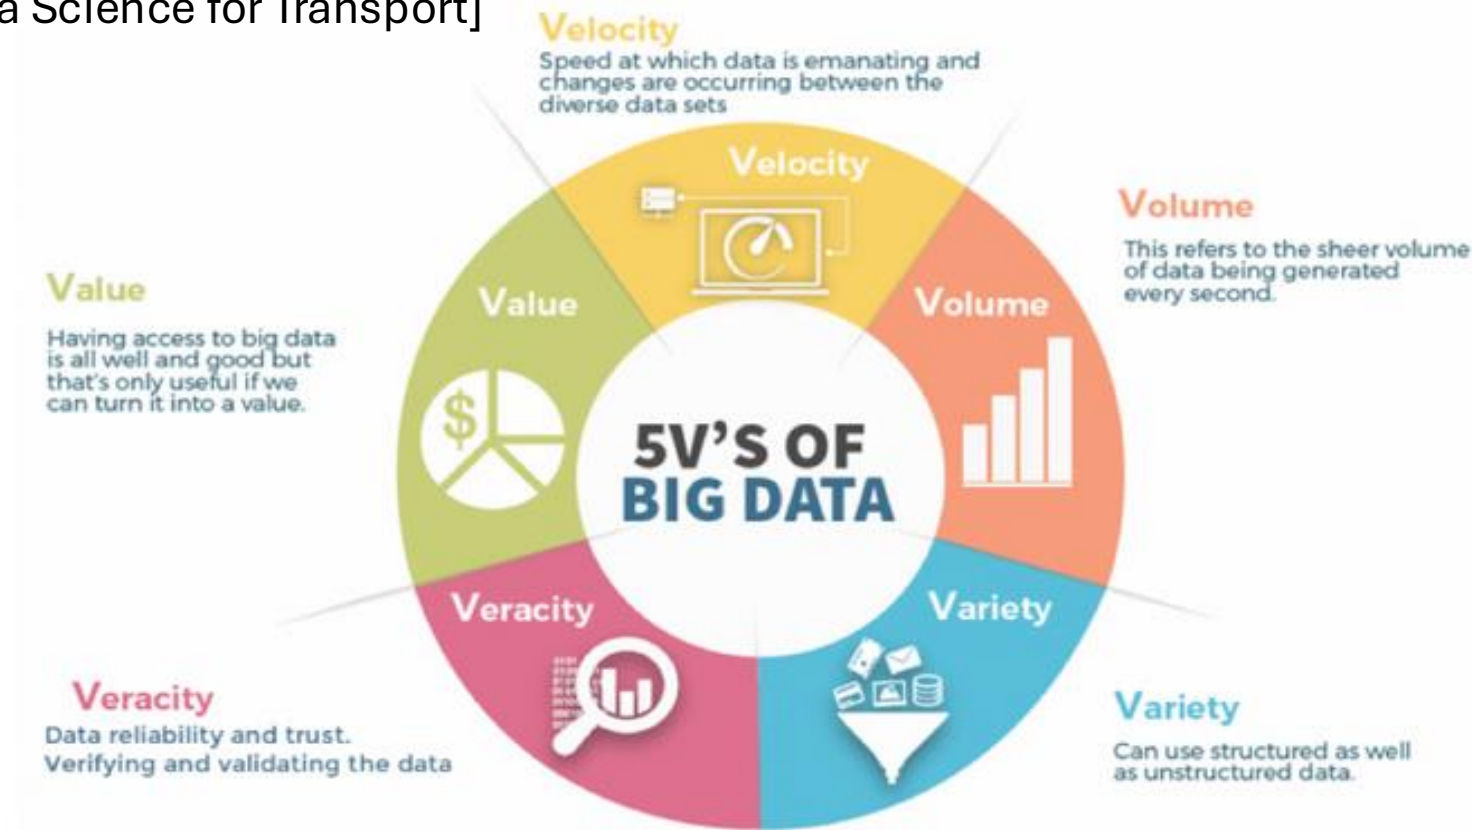 a Science for Transport]
Velocity
Speed at which data is emanating and
changes are occurring between the
diverse data sets
Velocity
Volume
This refers to the sheer volume
of data being generated
every second.
Value
Having access to big data
is all well and good but
that's only useful if we
can turn it into a value.
Value
$
Volume
5V'S OF
BIG DATA
Veracity
Variety
Veracity
Data reliability and trust.
Verifying and validating the data
Variety
Can use structured as well
as unstructured data.